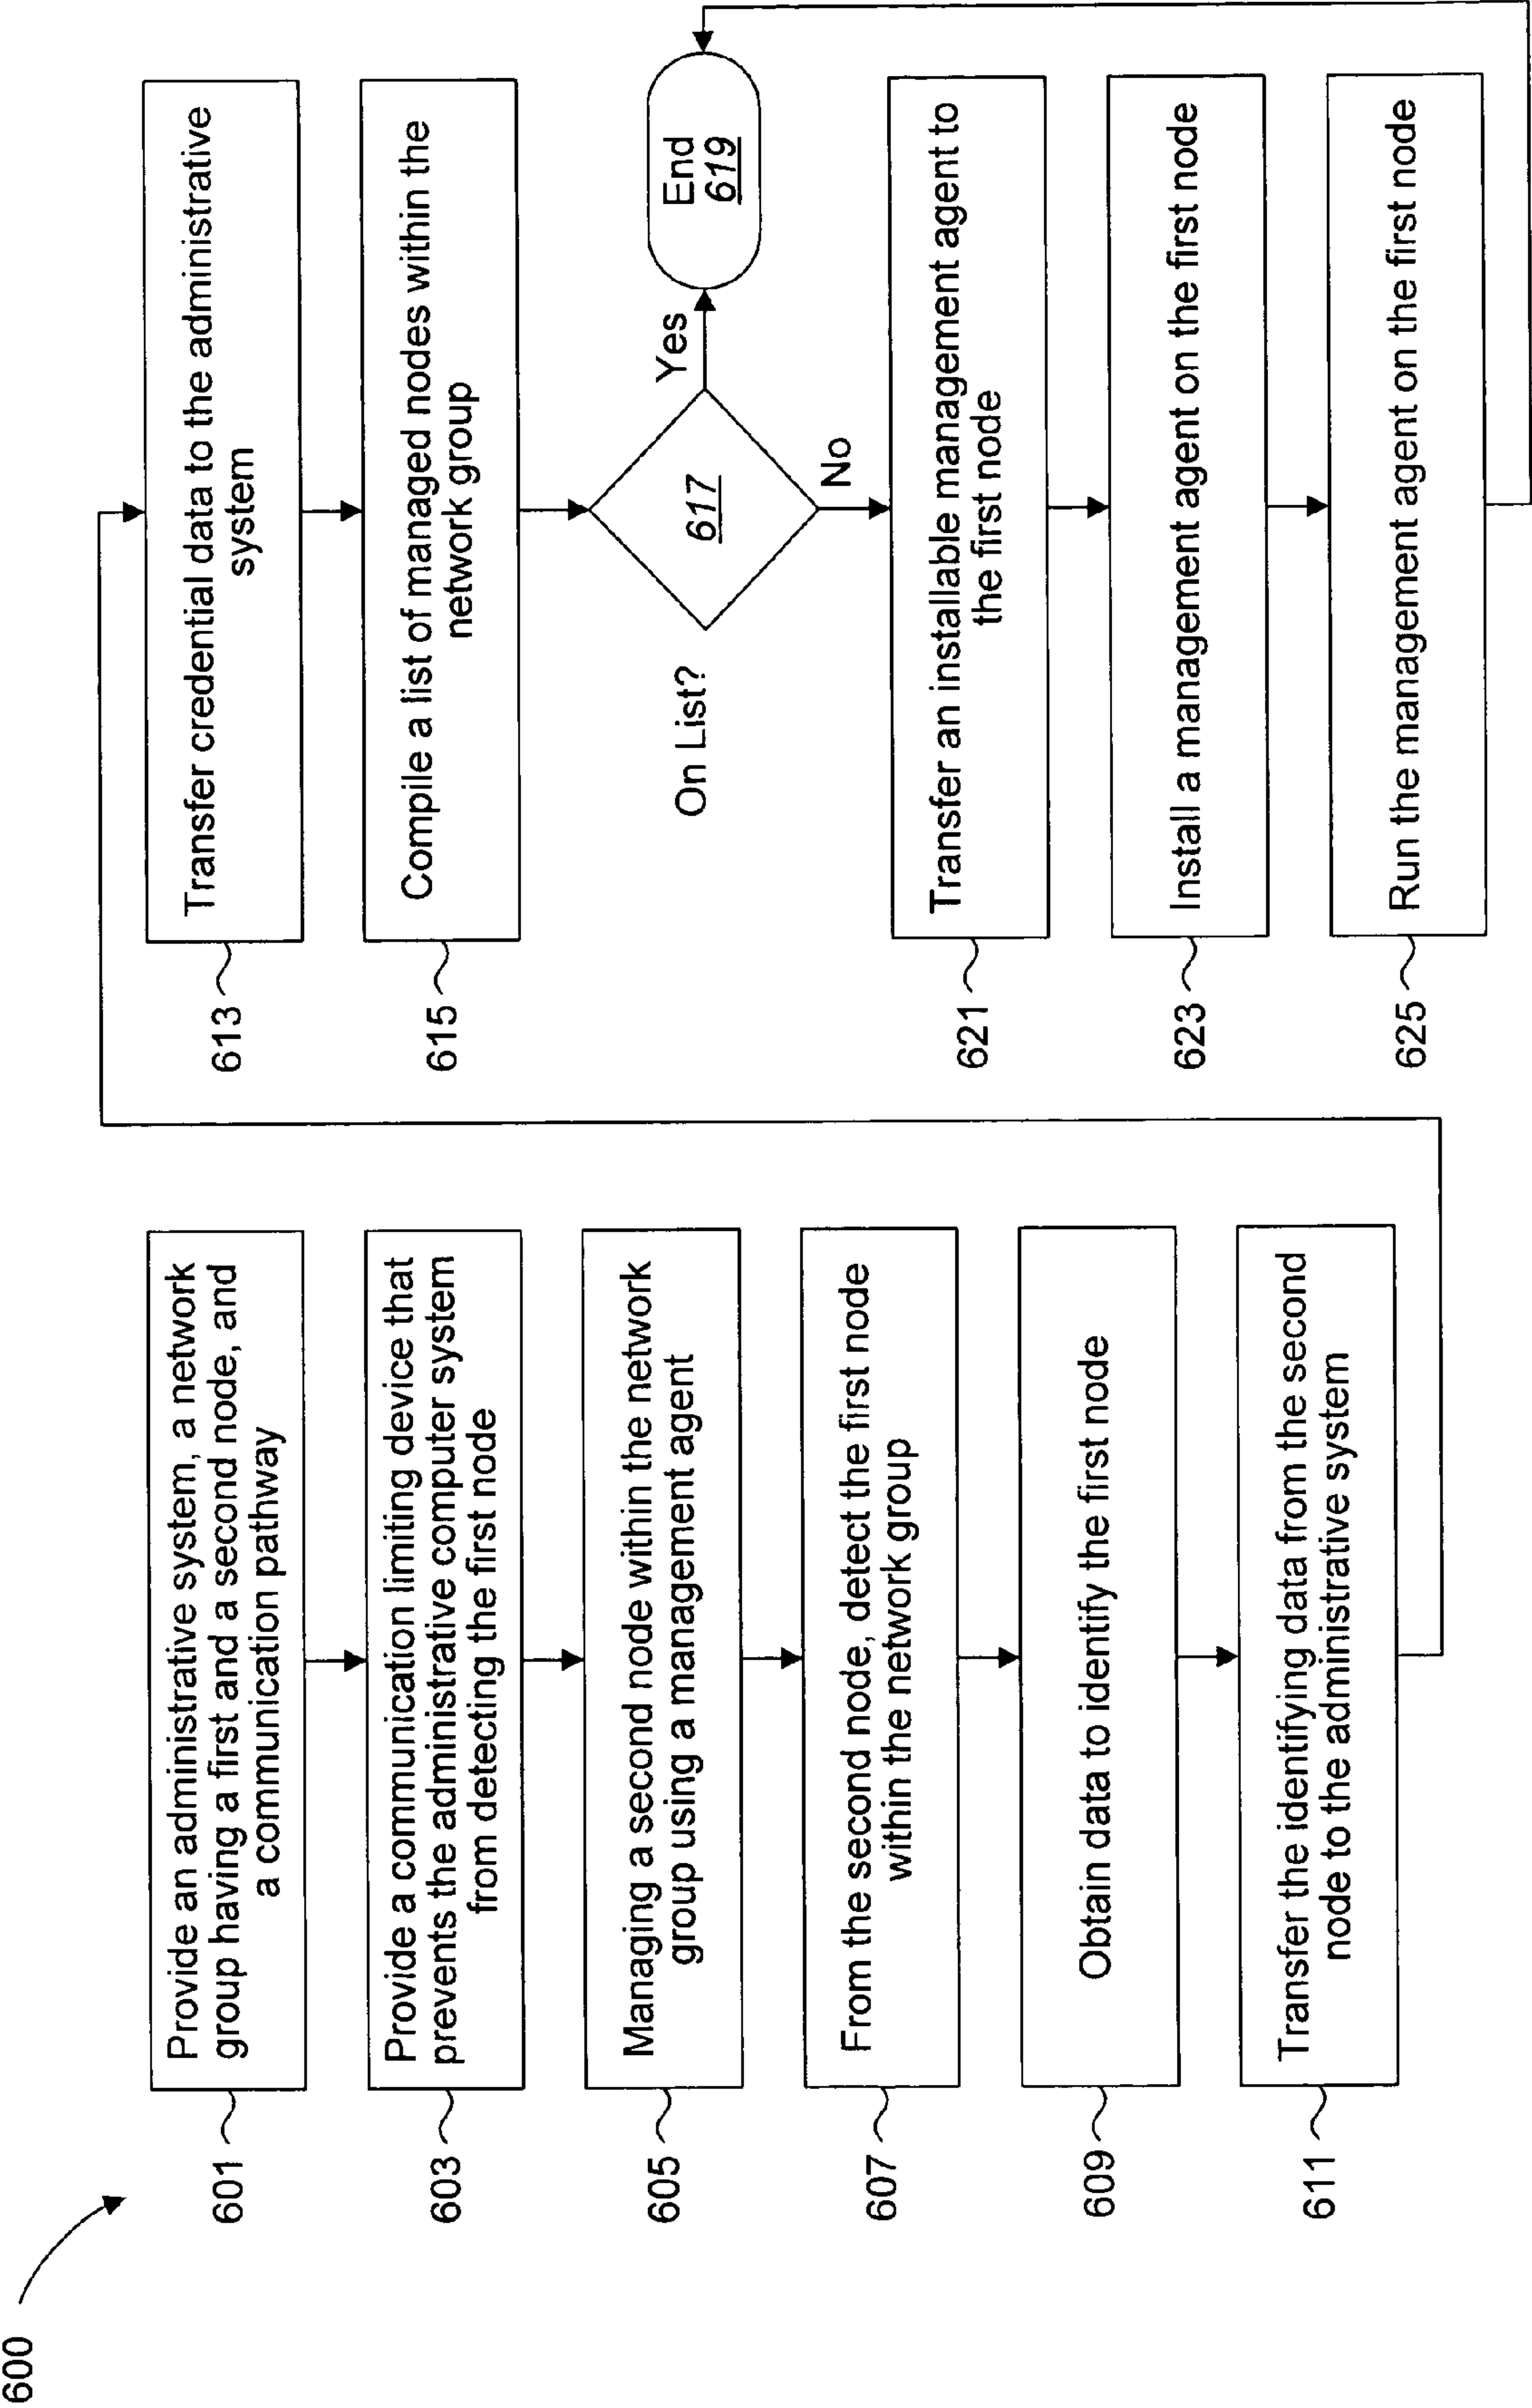 600
601
Provide an administrative system, a network
group having a first and a second node, and
a communication pathway
603
Provide a communication limiting device that
prevents the administrative computer system
from detecting the first node
605
Managing a second node within the network
group using a management agent
607
From the second node, detect the first node
within the network group
609
Obtain data to identify the first node
611
Transfer the identifying data from the second
node to the administrative system
613
Transfer credential data to the administrative
system
615
Compile a list of managed nodes within the
network group
On List?
617
Yes
End
619
No
621
Transfer an installable management agent to
the first node
623
Install a management agent on the first node
625
Run the management agent on the first node